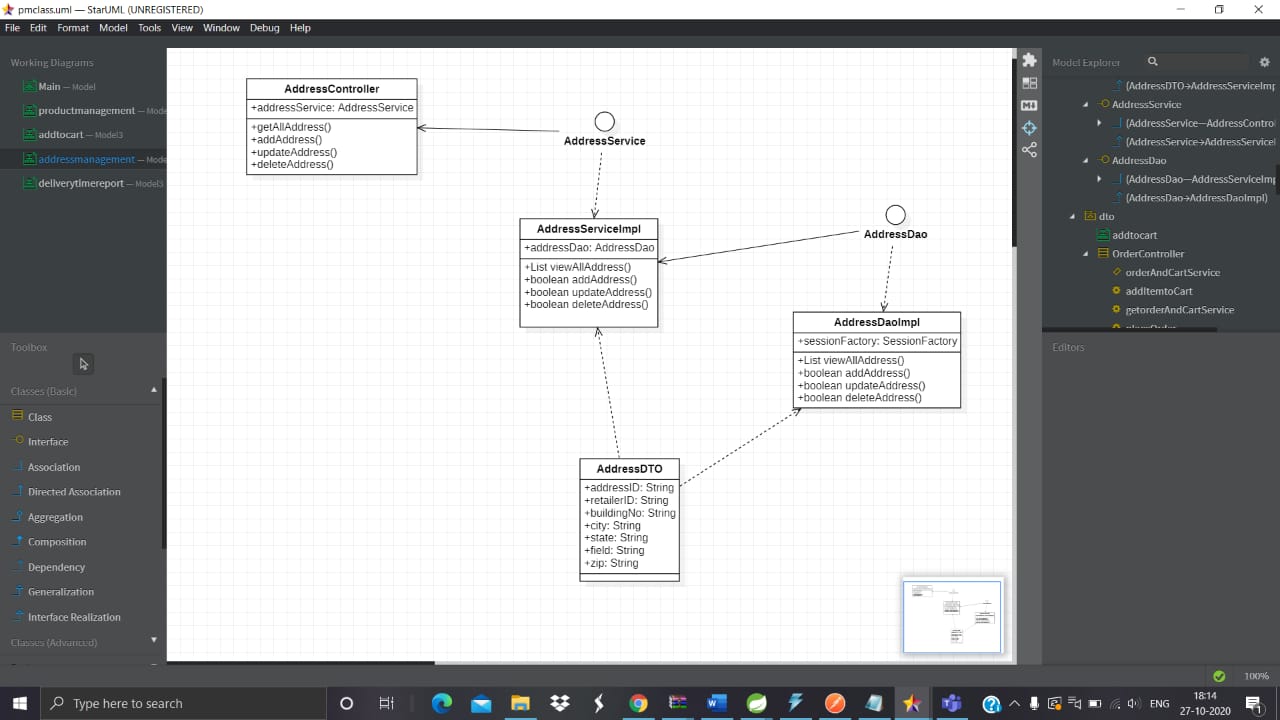 pmclass.uml — StarUML (UNREGISTERED)
File Edit Format Model Tools View Window Debug Help
Working Diagrams
Main — Model
productmanagement — Mode
addtocart — Model3
addressmanagement — Mode
deliverytimereport — Model3
Toolbox
Classes (Basic)
Class
Interface
Association
Directed Association
Aggregation
Composition
Dependency
Generalization
Interface Realization
Classes (Advanced)
AddressController
+addressService: AddressService
+getAllAddress()
+addAddress()
+updateAddress()
+deleteAddress()
AddressService
AddressServiceImpl
+addressDao: AddressDao
+List viewAllAddress()
+boolean addAddress()
+boolean updateAddress()
+boolean deleteAddress()
AddressDao
AddressDaoImpl
+sessionFactory: SessionFactory
+List viewAllAddress()
+boolean addAddress()
+boolean updateAddress()
+boolean deleteAddress()
AddressDTO
+addressID: String
+retailerID: String
+buildingNo: String
+city: String
+state: String
+field: String
+zip: String
Model Explorer
(AddressDTO→AddressServiceImp
AddressService
(AddressService—AddressContro
(AddressService→AddressServiceI
AddressDao
(AddressDao—AddressServiceImp
(AddressDao→AddressDaoImpl)
dto
addtocart
OrderController
orderAndCartService
addItemtoCart
getorderAndCartService
Editors
100%
Type here to search
ENG
18:14
27-10-2020